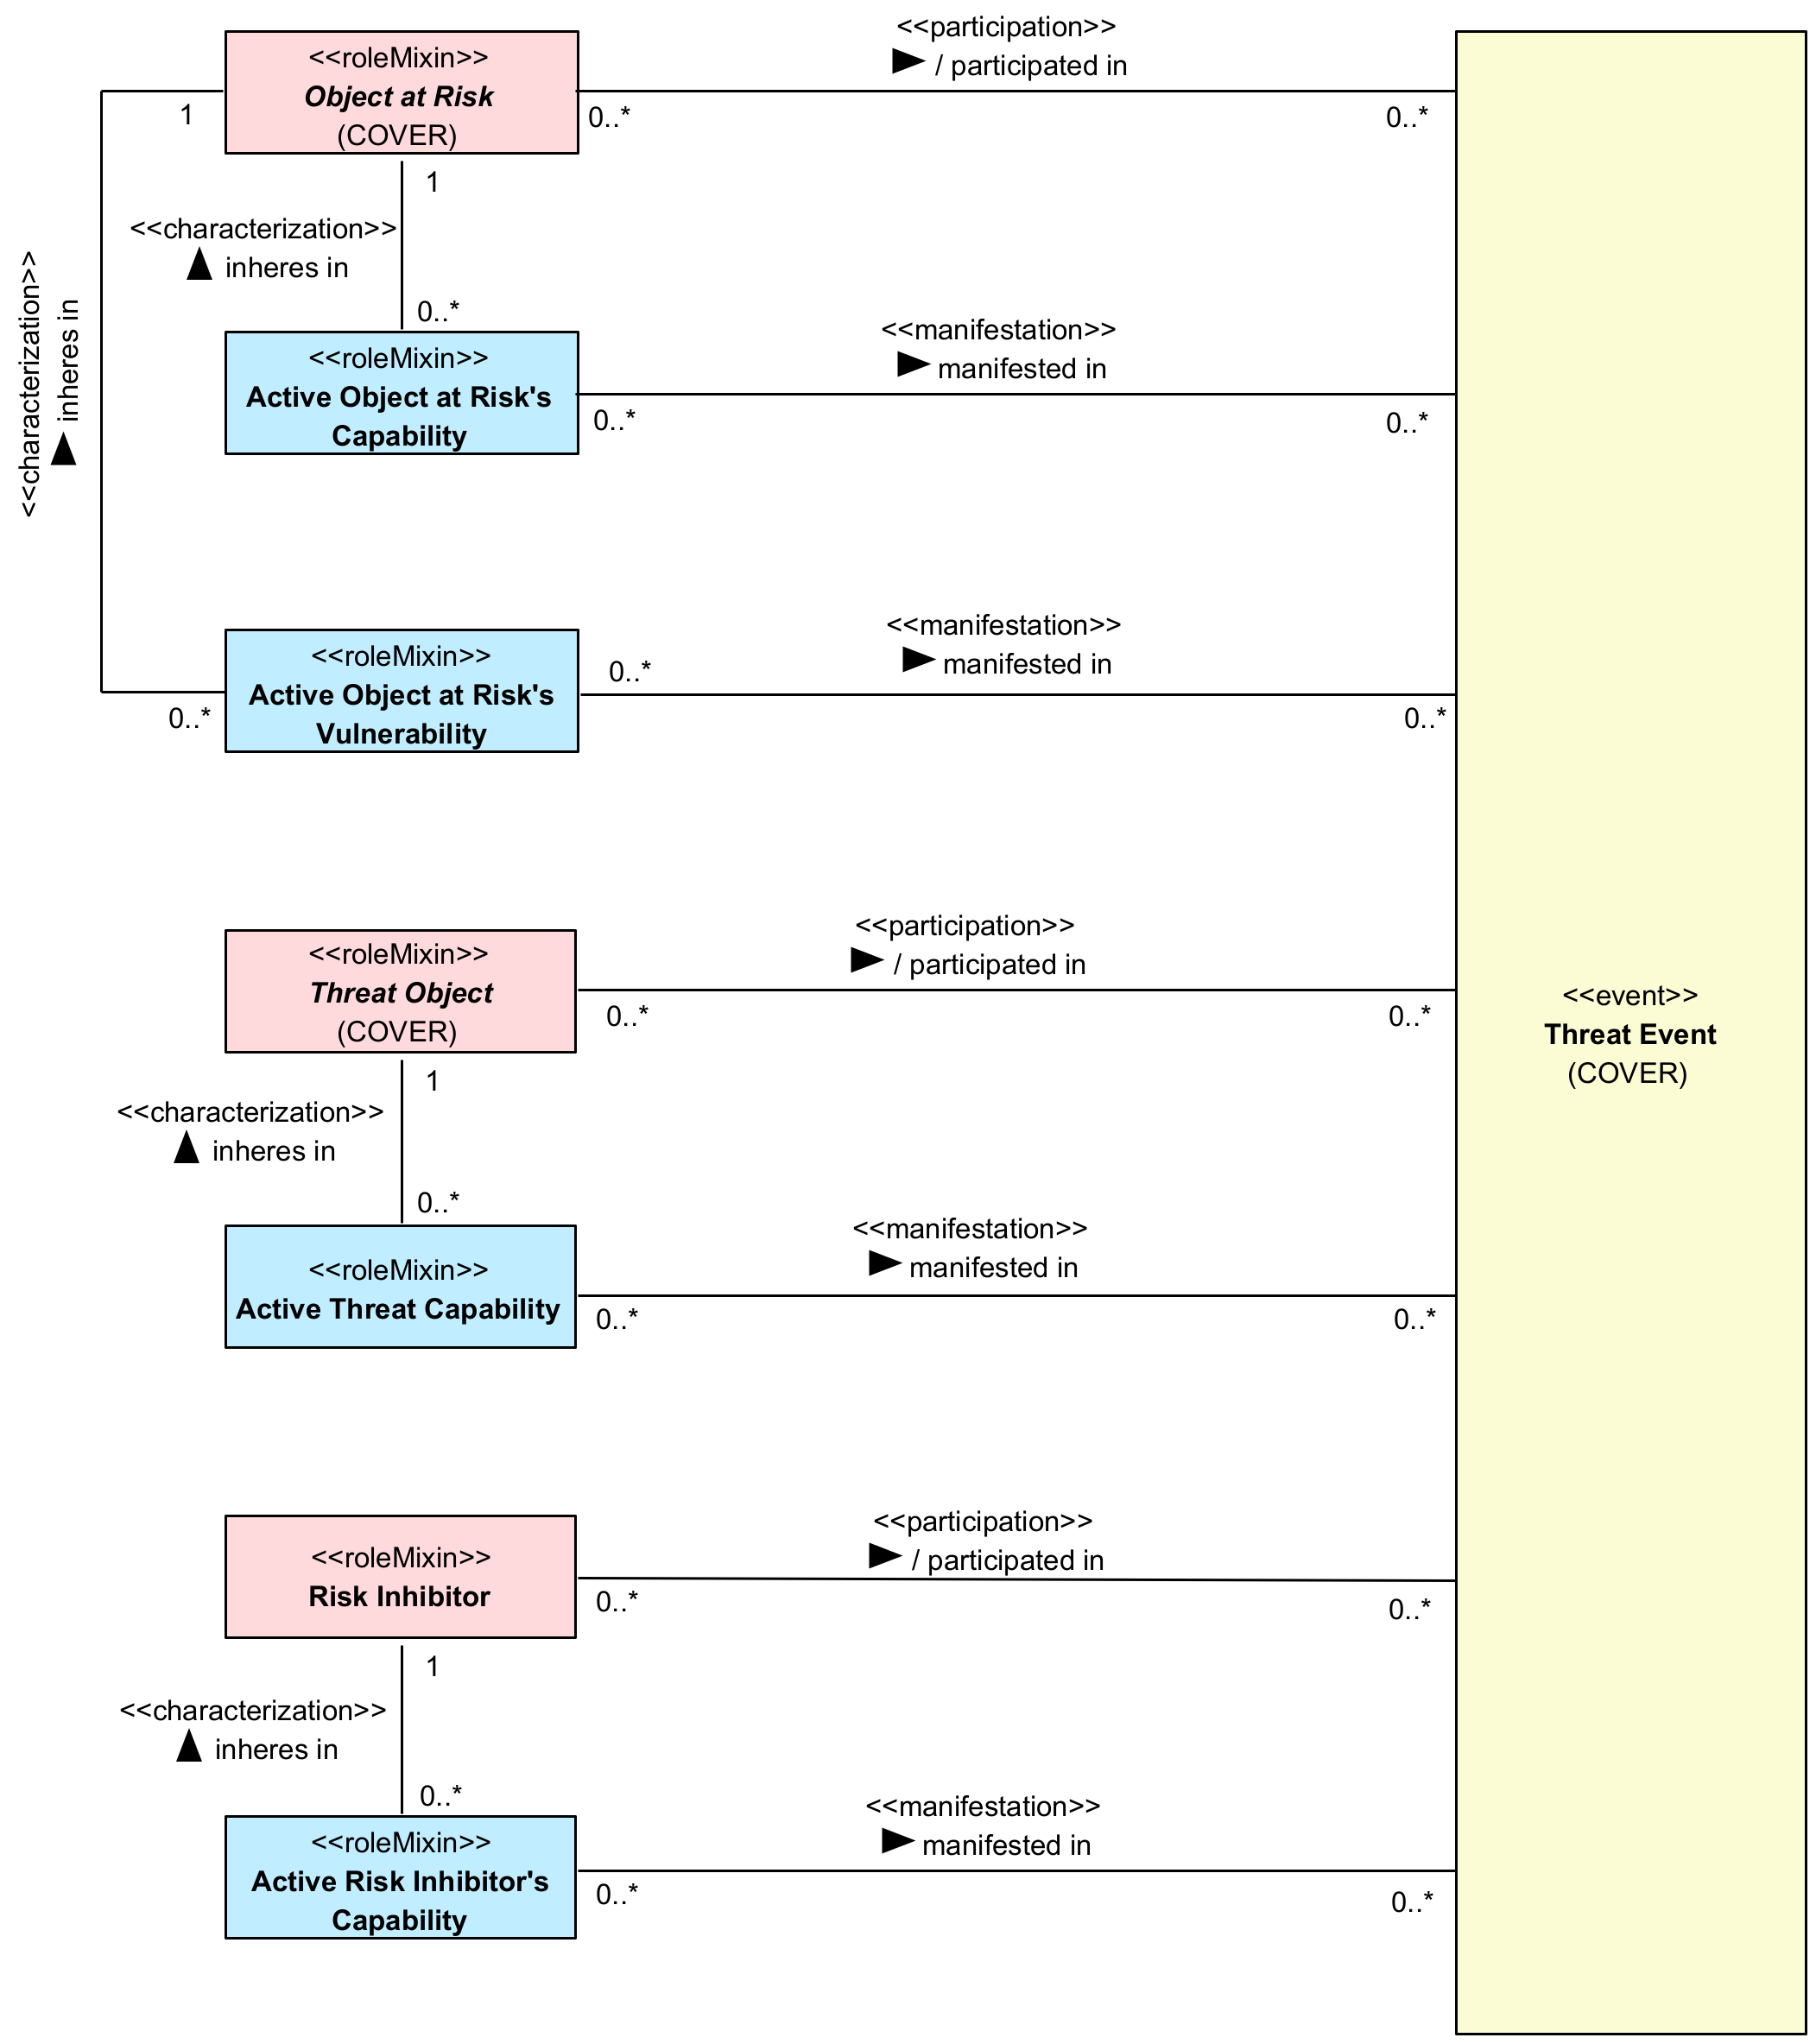 <<participation>>
/ participated in
<<roleMixin>>
Object at Risk
(COVER)
1
0..*
0..*
1
<<characterization>>
inheres in
<<characterization>>
inheres in
0..*
<<manifestation>>
manifested in
<<roleMixin>>
Active Object at Risk's
Capability
0..*
0..*
<<manifestation>>
manifested in
<<roleMixin>>
Active Object at Risk's
Vulnerability
0..*
0..*
0..*
<<participation>>
/ participated in
<<roleMixin>>
Threat Object
(COVER)
0..*
0..*
<<event>>
Threat Event
(COVER)
1
<<characterization>>
inheres in
0..*
<<manifestation>>
manifested in
<<roleMixin>>
Active Threat Capability
0..*
0..*
<<participation>>
/ participated in
<<roleMixin>>
Risk Inhibitor
0..*
0..*
1
<<characterization>>
inheres in
0..*
<<manifestation>>
manifested in
<<roleMixin>>
Active Risk Inhibitor's
Capability
0..*
0..*